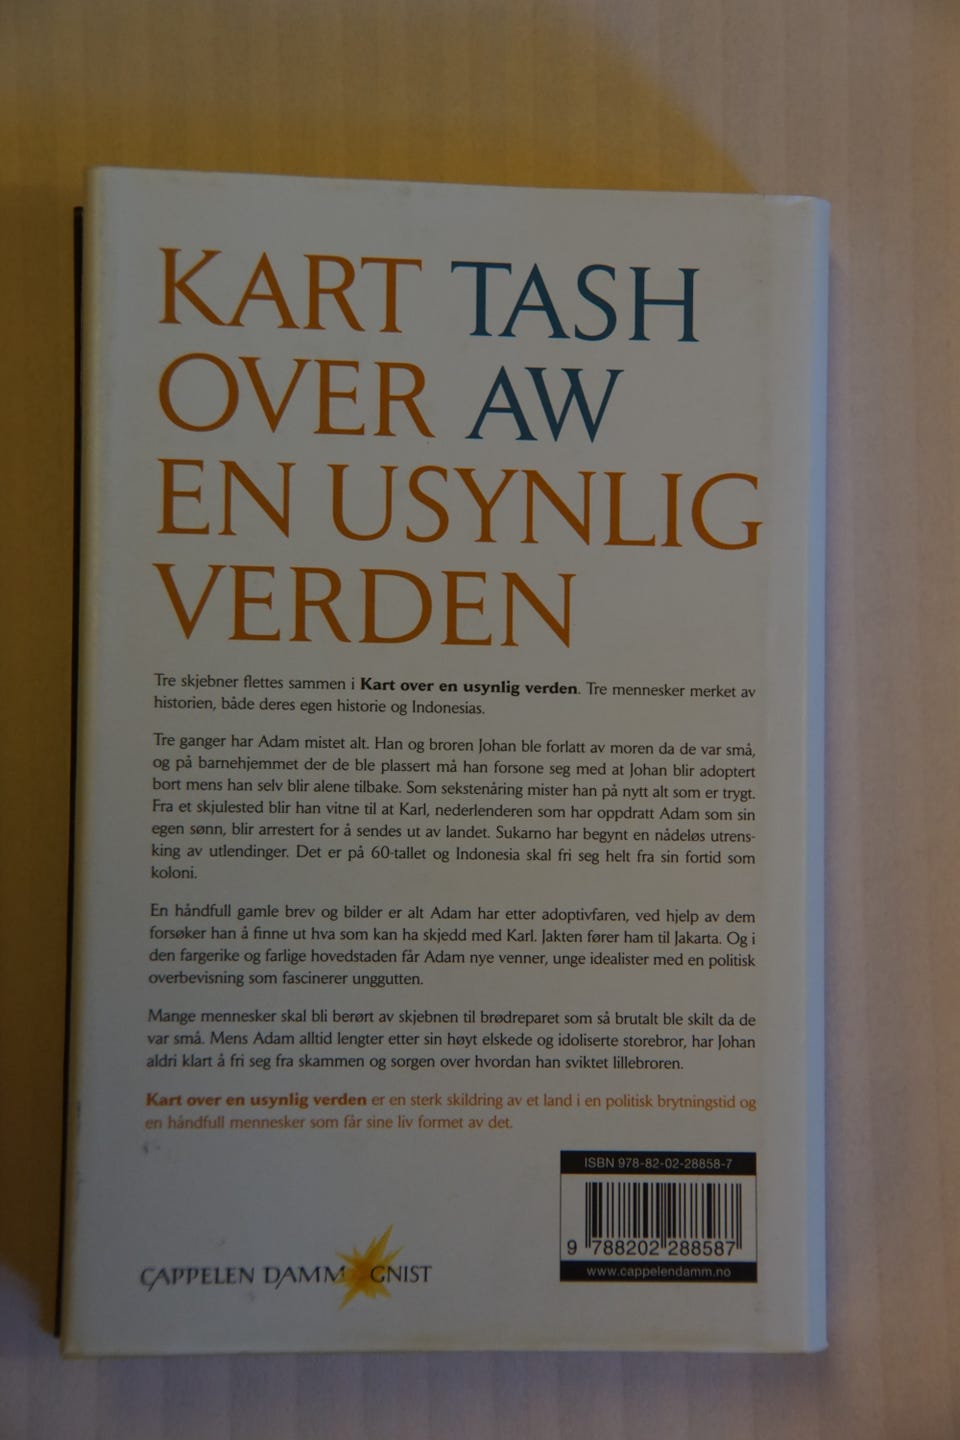 KART TASH
OVER AW
EN USYNLIG
VERDEN
Tre skjebner flettes sammen i Kart over en usynlig verden. Tre mennesker merket av
historien, både deres egen historie og Indonesias.
Tre ganger har Adam mistet alt. Han og broren Johan ble forlatt av moren da de var små,
og på barnehjemmet der de ble plassert må han forsone seg med at Johan blir adoptert
bort mens han selv blir alene tilbake. Som sekstenåring mister han på nytt alt som er trygt.
Fra et skjulested blir han vitne til at Karl, nederlenderen som har oppdratt Adam som sin
egen sønn, blir arrestert for å sendes ut av landet. Sukarno har begynt en nådeløs utrens-
king av utlendinger. Det er på 60-tallet og Indonesia skal fri seg helt fra sin fortid som
koloni.
En håndfull gamle brev og bilder er alt Adam har etter adoptivfaren, ved hjelp av dem
forsøker han å finne ut hva som kan ha skjedd med Karl. Jakten fører ham til Jakarta. Og i
den fargerike og farlige hovedstaden får Adam nye venner, unge idealister med en politisk
overbevisning som fascinerer unggutten.
Mange mennesker skal bli berørt av skjebnen til brødreparet som så brutalt ble skilt da de
var små. Mens Adam alltid lengter etter sin høyt elskede og idoliserte storebror, har Johan
aldri klart å fri seg fra skammen og sorgen over hvordan han sviktet lillebroren.
Kart over en usynlig verden er en sterk skildring av et land i en politisk brytningstid og
en håndfull mennesker som får sine liv formet av det.
ISBN 978-82-02-28858-7
9 788202 288587
www.cappelendamm.no
CAPPELEN DAMM GNIST